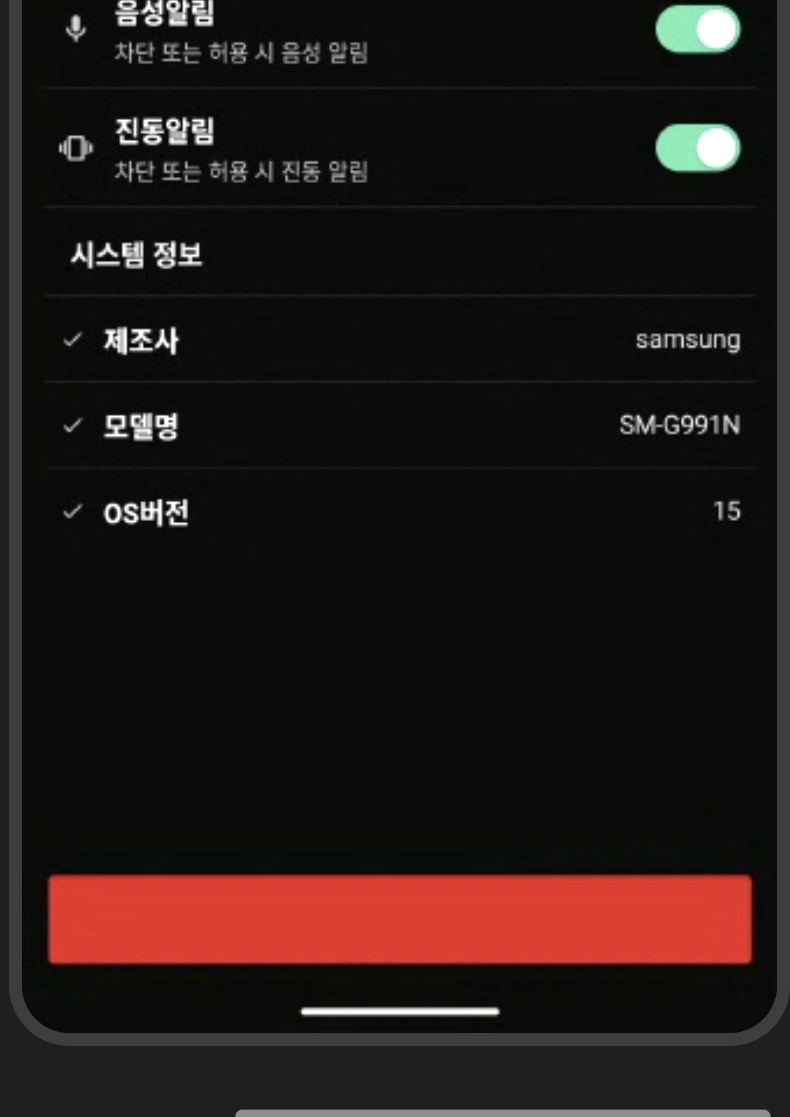 음성알림
차단 또는 허용 시 음성 알림
진동알림
차단 또는 허용 시 진동 알림
시스템 정보
제조사
samsung
모델명
SM-G991N
OS버전
15